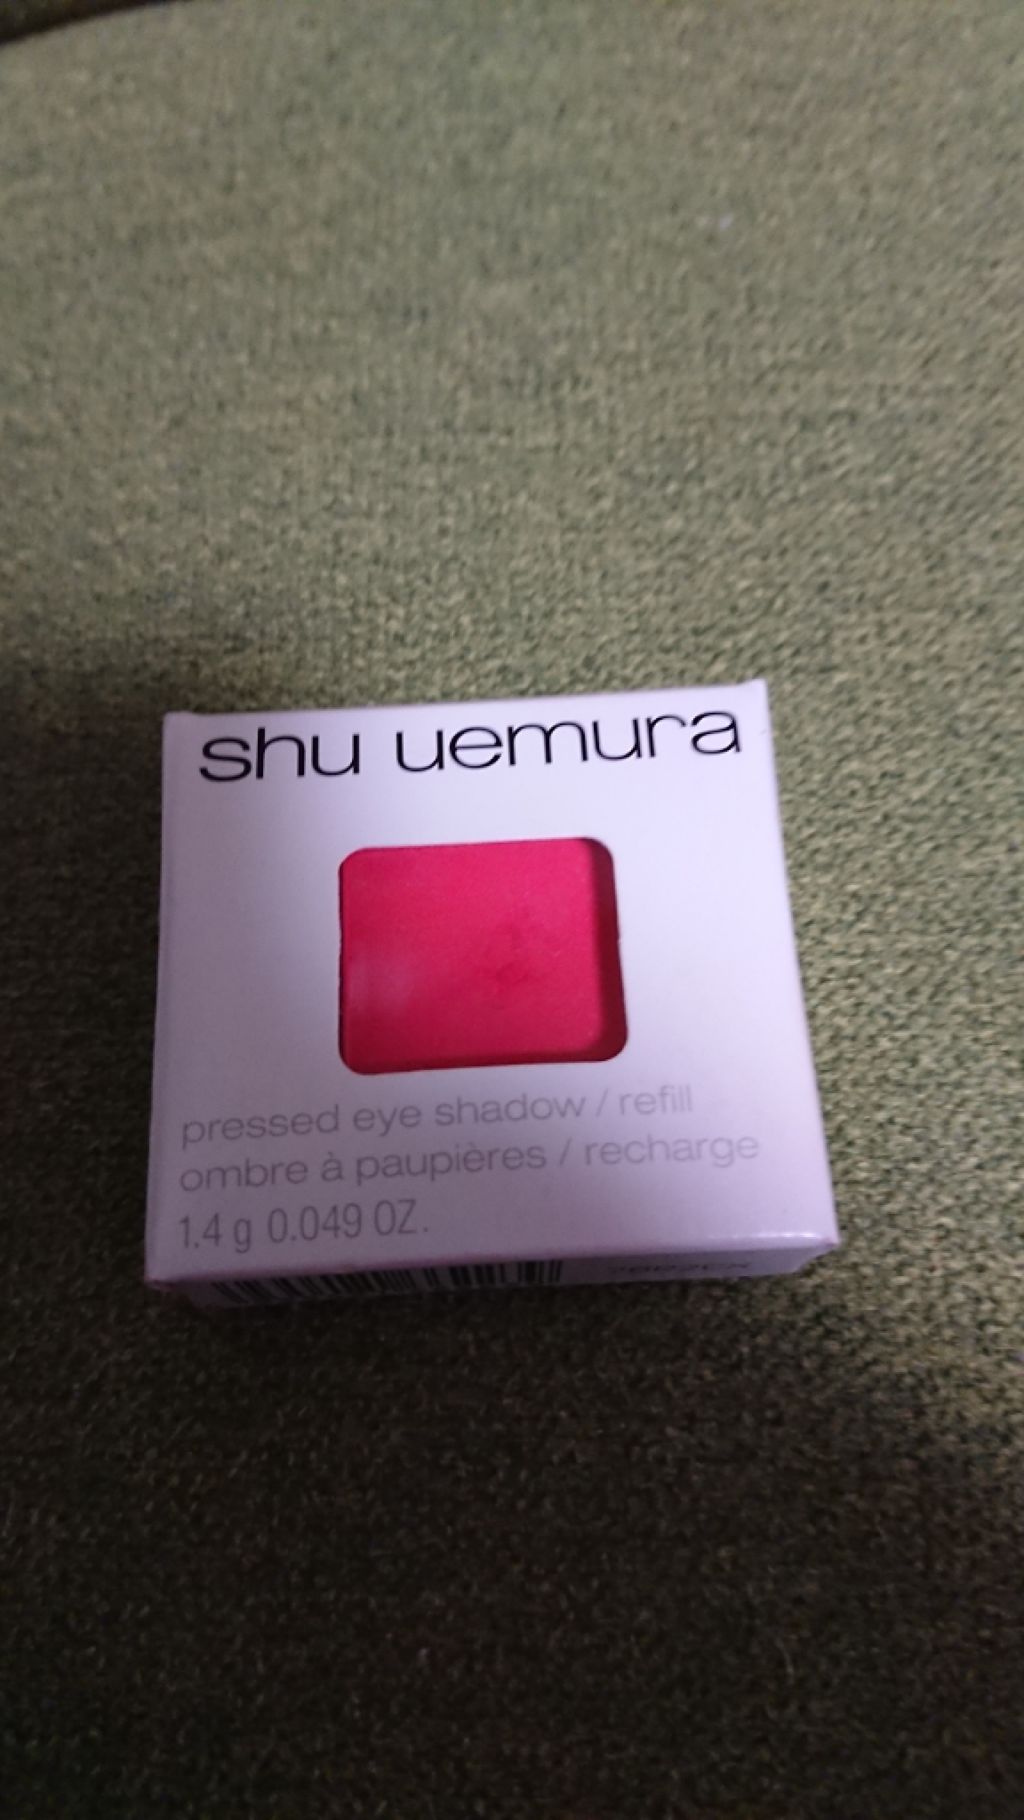 shu uemura
pressed eye shadow / refill
ombre à paupières / recharge
1.4 g 0.049 OZ.